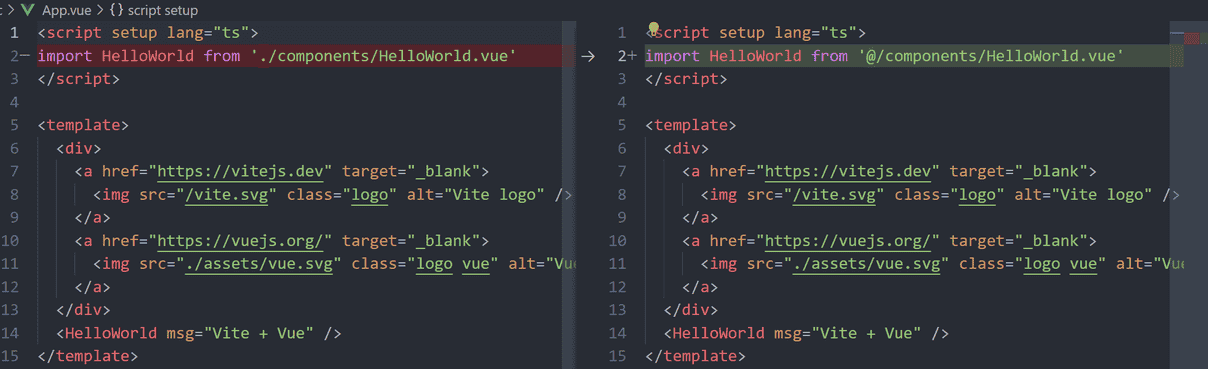 App.vue > {} script setup
1 <script setup lang="ts">
2− import HelloWorld from './components/HelloWorld.vue'
3 </script>
4
5 <template>
6 <div>
7 <a href="https://vitejs.dev" target="_blank">
8 <img src="/vite.svg" class="logo" alt="Vite logo" />
9 </a>
10 <a href="https://vuejs.org/" target="_blank">
11 <img src="./assets/vue.svg" class="logo vue" alt="Vue
12 </a>
13 </div>
14 <HelloWorld msg="Vite + Vue" />
15 </template>
→
1 <script setup lang="ts">
2+ import HelloWorld from '@/components/HelloWorld.vue'
3 </script>
4
5 <template>
6 <div>
7 <a href="https://vitejs.dev" target="_blank">
8 <img src="/vite.svg" class="logo" alt="Vite logo" />
9 </a>
10 <a href="https://vuejs.org/" target="_blank">
11 <img src="./assets/vue.svg" class="logo vue" alt="Vue
12 </a>
13 </div>
14 <HelloWorld msg="Vite + Vue" />
15 </template>